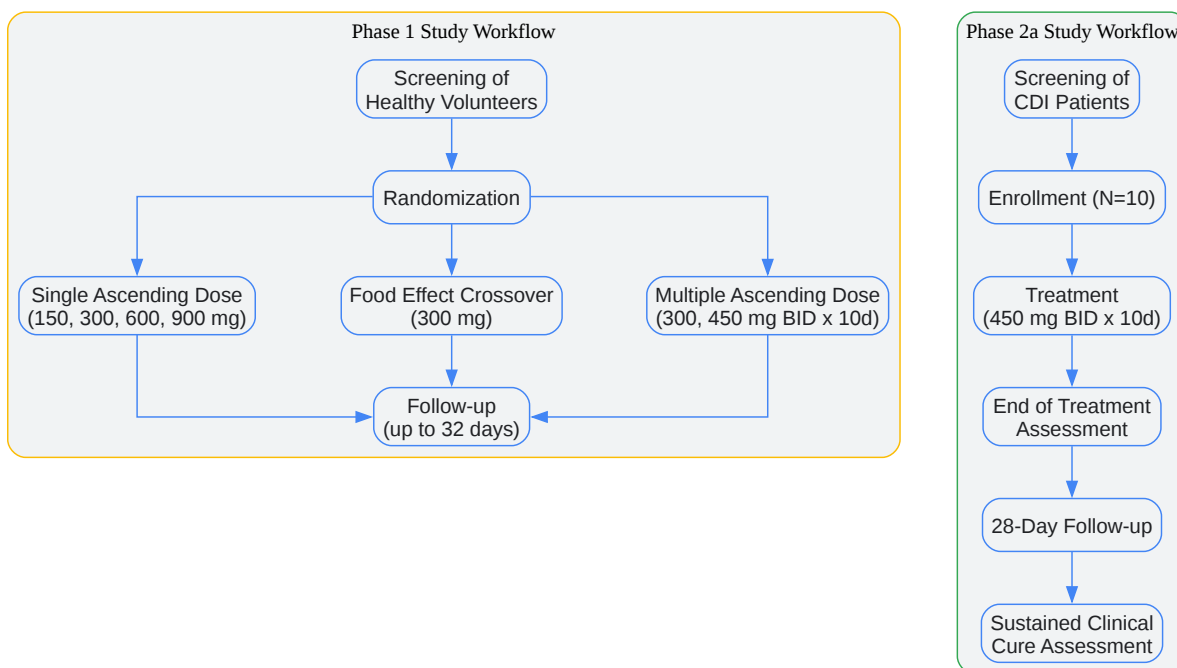 Phase 1 Study Workflow
Screening of
Healthy Volunteers
Randomization
Single Ascending Dose
(150, 300, 600, 900 mg)
Food Effect Crossover
(300 mg)
Multiple Ascending Dose
(300, 450 mg BID x 10d)
Follow-up
(up to 32 days)
Phase 2a Study Workflow
Screening of
CDI Patients
Enrollment (N=10)
Treatment
(450 mg BID x 10d)
End of Treatment
Assessment
28-Day Follow-up
Sustained Clinical
Cure Assessment